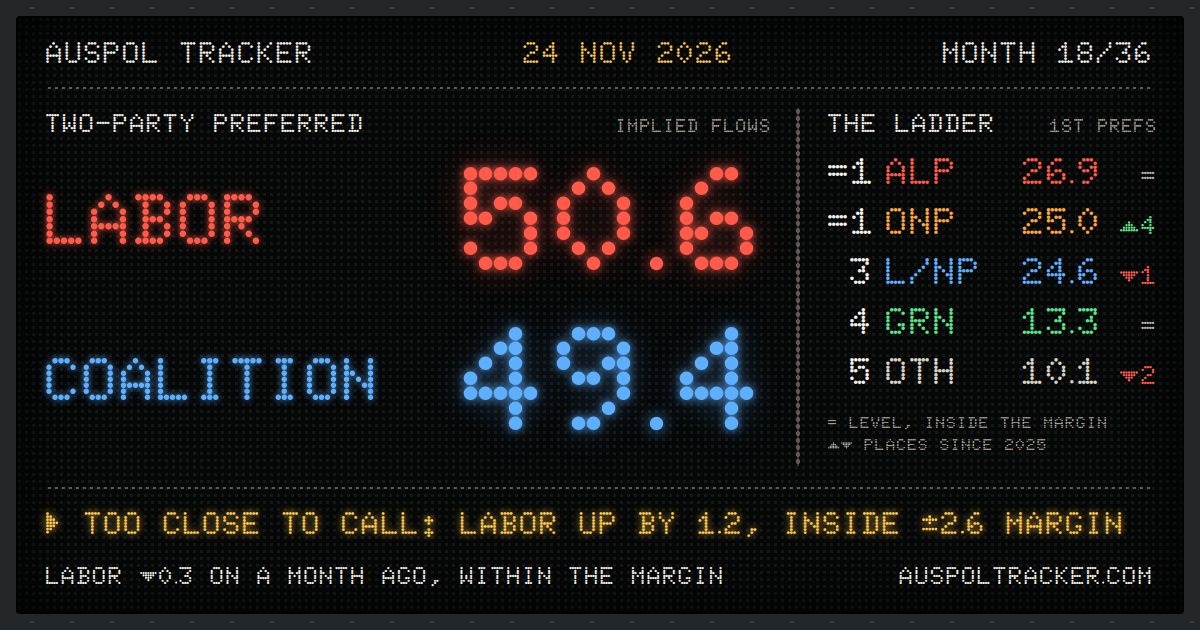 AUSPOL TRACKER 24 NOV 2026 MONTH 18/36
TWO-PARTY PREFERRED IMPLIED FLOWS
LABOR 50.6
COALITION 49.4
THE LADDER 1ST PREFS
=1 ALP 26.9 =
=1 ONP 25.0 ▲4
3 L/NP 24.6 ▼1
4 GRN 13.3 =
5 OTH 10.1 ▼2
= LEVEL, INSIDE THE MARGIN
▲▼ PLACES SINCE 2025
▶ TOO CLOSE TO CALL: LABOR UP BY 1.2, INSIDE ±2.6 MARGIN
LABOR ▼0.3 ON A MONTH AGO, WITHIN THE MARGIN AUSPOLTRACKER.COM